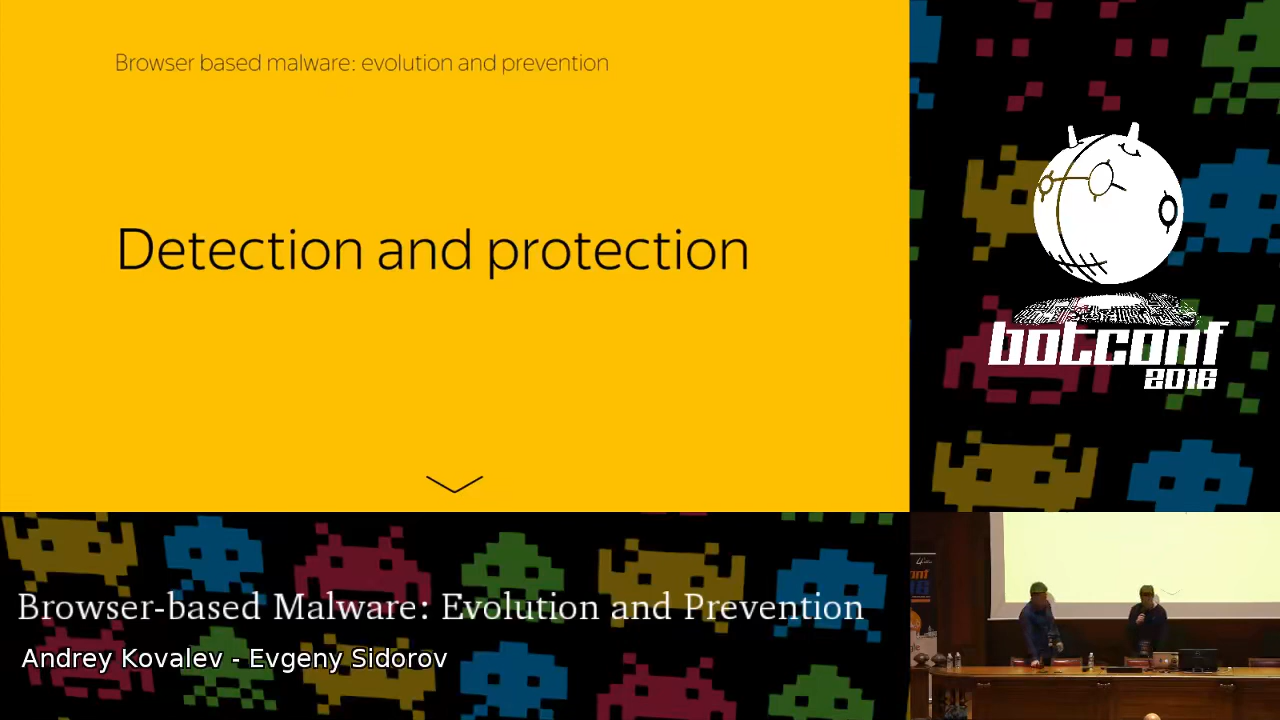 Browser based malware: evolution and prevention
Detection and protection
botconf
2016
Browser-based Malware: Evolution and Prevention
Andrey Kovalev - Evgeny Sidorov